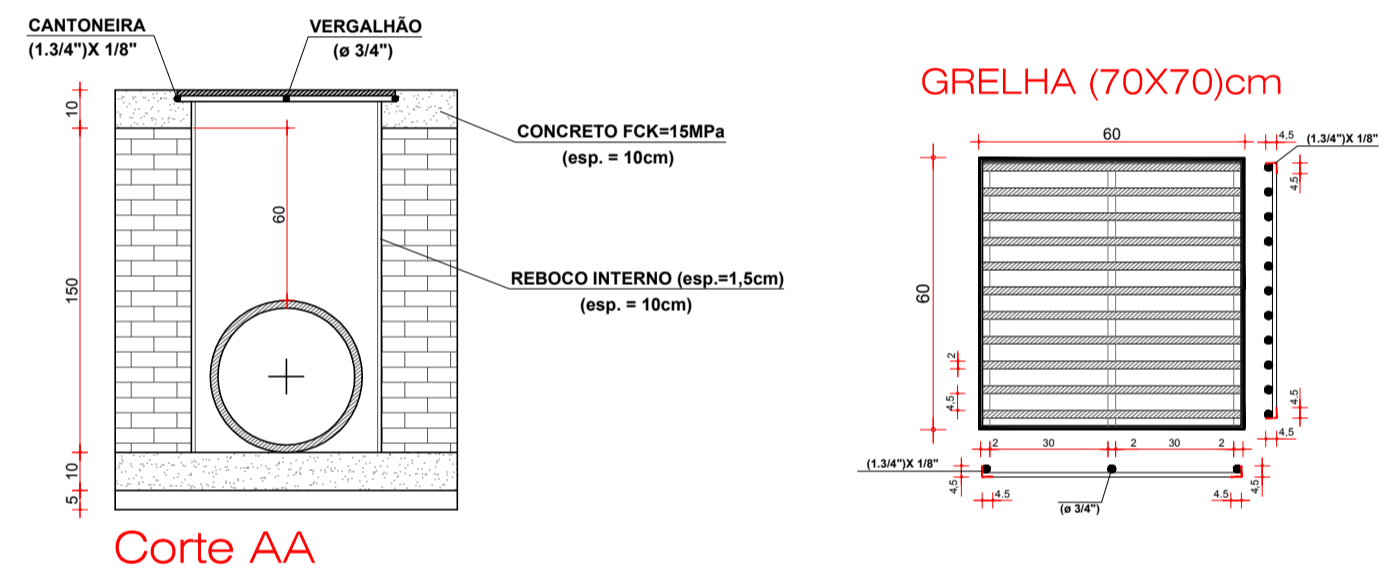 CANTONEIRA
(1.3/4")X 1/8"
VERGALHÃO
(ø 3/4")
10
CONCRETO FCK=15MPa
(esp. = 10cm)
60
REBOCO INTERNO (esp.=1,5cm)
(esp. = 10cm)
150
10
5
Corte AA
GRELHA (70X70)cm
60
4,5
(1.3/4")X 1/8"
4.5
60
2
4,5
4.5
4.5
2
30
2
30
2
(1.3/4")X 1/8"
4,5
4.5
(ø 3/4")
4.5
4,5